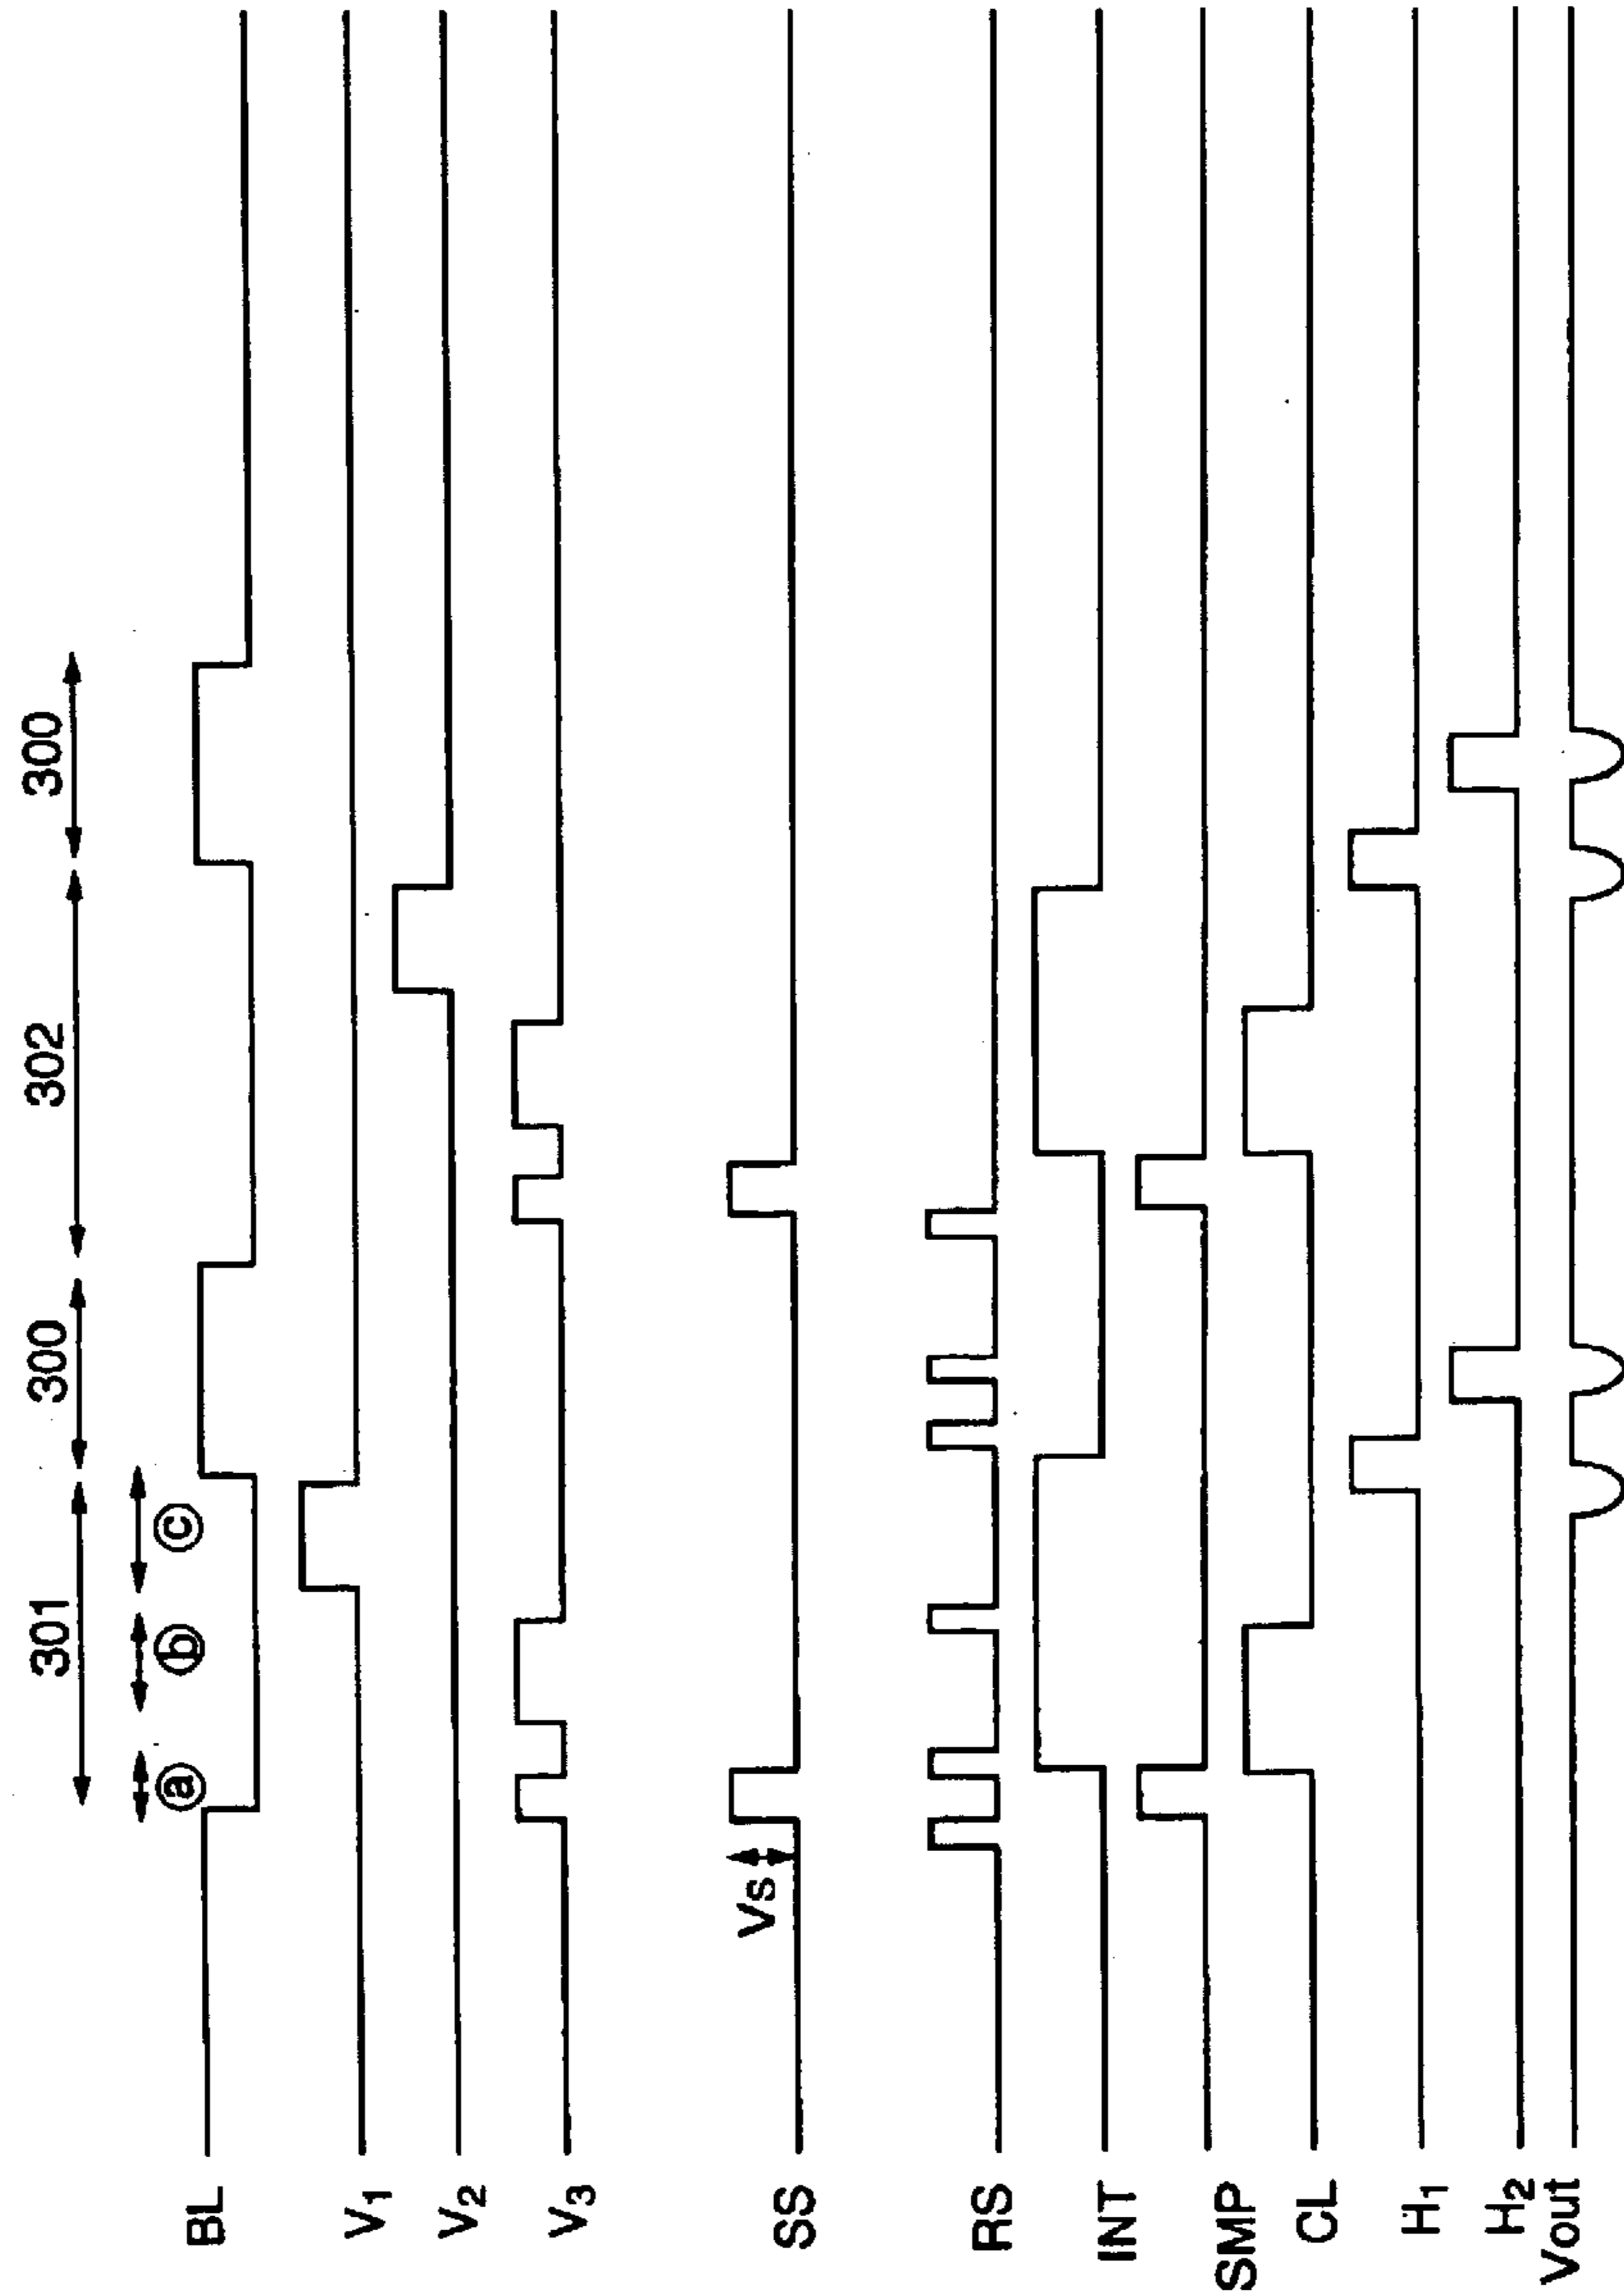 301 300 302 300
ⓐ ⓑ ⓒ
BL
V1
V2
V3
Vs
SS
RS
INT
SMP
CL
H1
H2
Vout